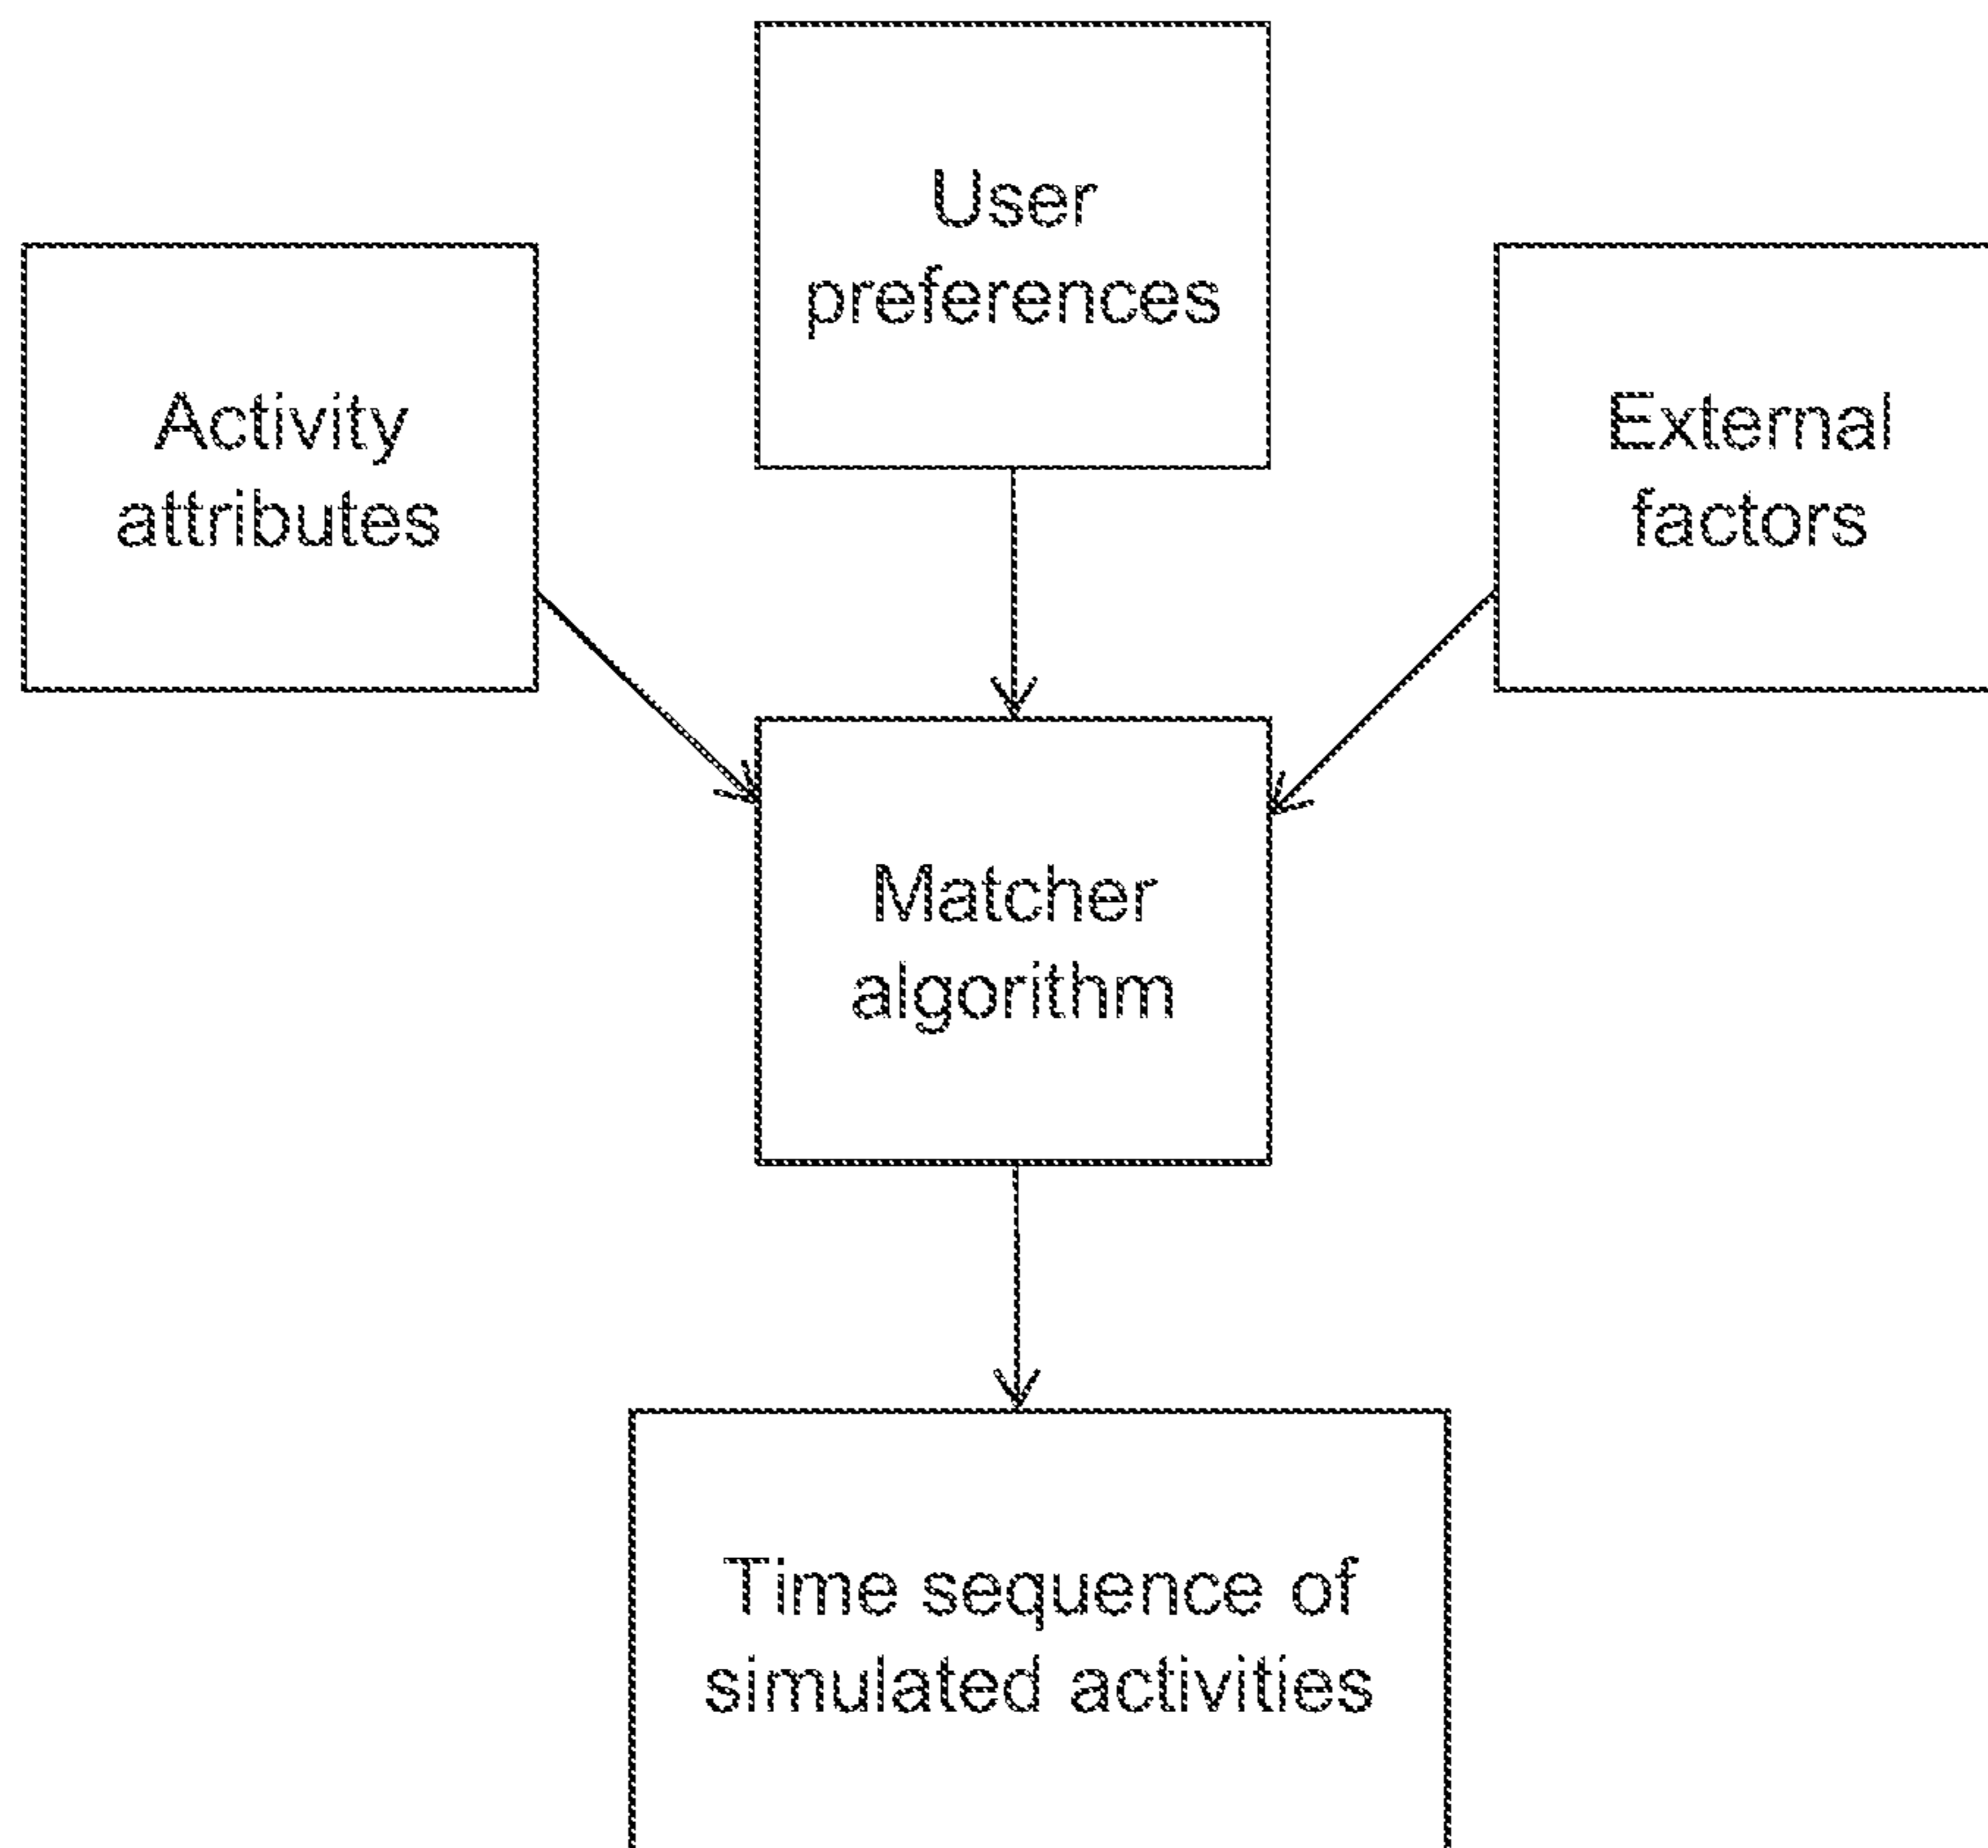 User
preferences
Activity
attributes
External
factors
Matcher
algorithm
Time sequence of
simulated activities